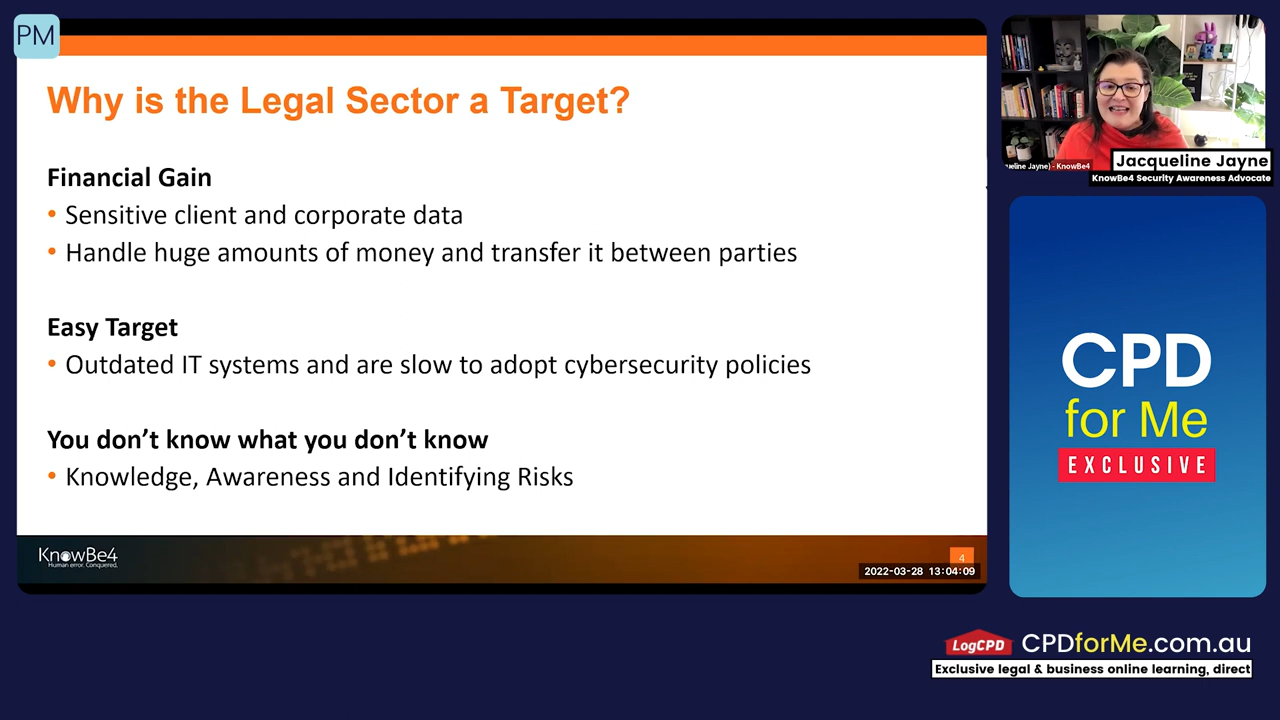 PM
Why is the Legal Sector a Target?
Financial Gain
• Sensitive client and corporate data
• Handle huge amounts of money and transfer it between parties
Easy Target
• Outdated IT systems and are slow to adopt cybersecurity policies
You don't know what you don't know
• Knowledge, Awareness and Identifying Risks
KnowBe4
Human error. Conquered.
4
2022-03-28 13:04:09
ueline Jayne) - KnowBe4
Jacqueline Jayne
KnowBe4 Security Awareness Advocate
CPD
for Me
EXCLUSIVE
LogCPD
CPDforMe.com.au
Exclusive legal & business online learning, direct